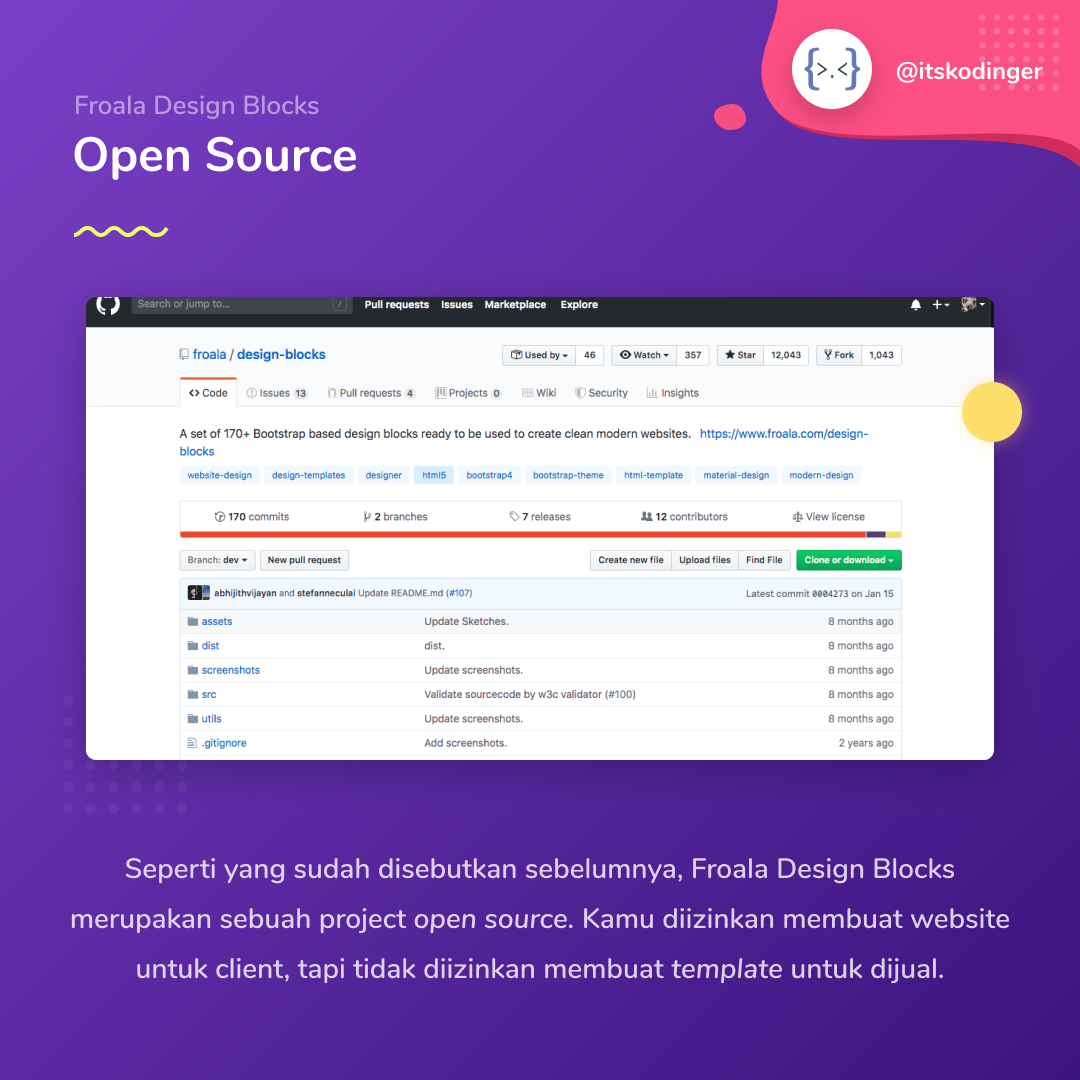 {>.<}
@itskodinger
Froala Design Blocks
Open Source
Search or jump to... /
Pull requests Issues Marketplace Explore
froala / design-blocks
Used by 46 Watch 357 Star 12,043 Fork 1,043
Code Issues 13 Pull requests 4 Projects 0 Wiki Security Insights
A set of 170+ Bootstrap based design blocks ready to be used to create clean modern websites. https://www.froala.com/design-
blocks
website-design design-templates designer html5 bootstrap4 bootstrap-theme html-template material-design modern-design
170 commits 2 branches 7 releases 12 contributors View license
Branch: dev New pull request Create new file Upload files Find File Clone or download
abhijithvijayan and stefanneculai Update README.md (#107) Latest commit 0004273 on Jan 15
assets Update Sketches. 8 months ago
dist dist. 8 months ago
screenshots Update screenshots. 8 months ago
src Validate sourcecode by w3c validator (#100) 8 months ago
utils Update screenshots. 8 months ago
.gitignore Add screenshots. 2 years ago
Seperti yang sudah disebutkan sebelumnya, Froala Design Blocks
merupakan sebuah project open source. Kamu diizinkan membuat website
untuk client, tapi tidak diizinkan membuat template untuk dijual.